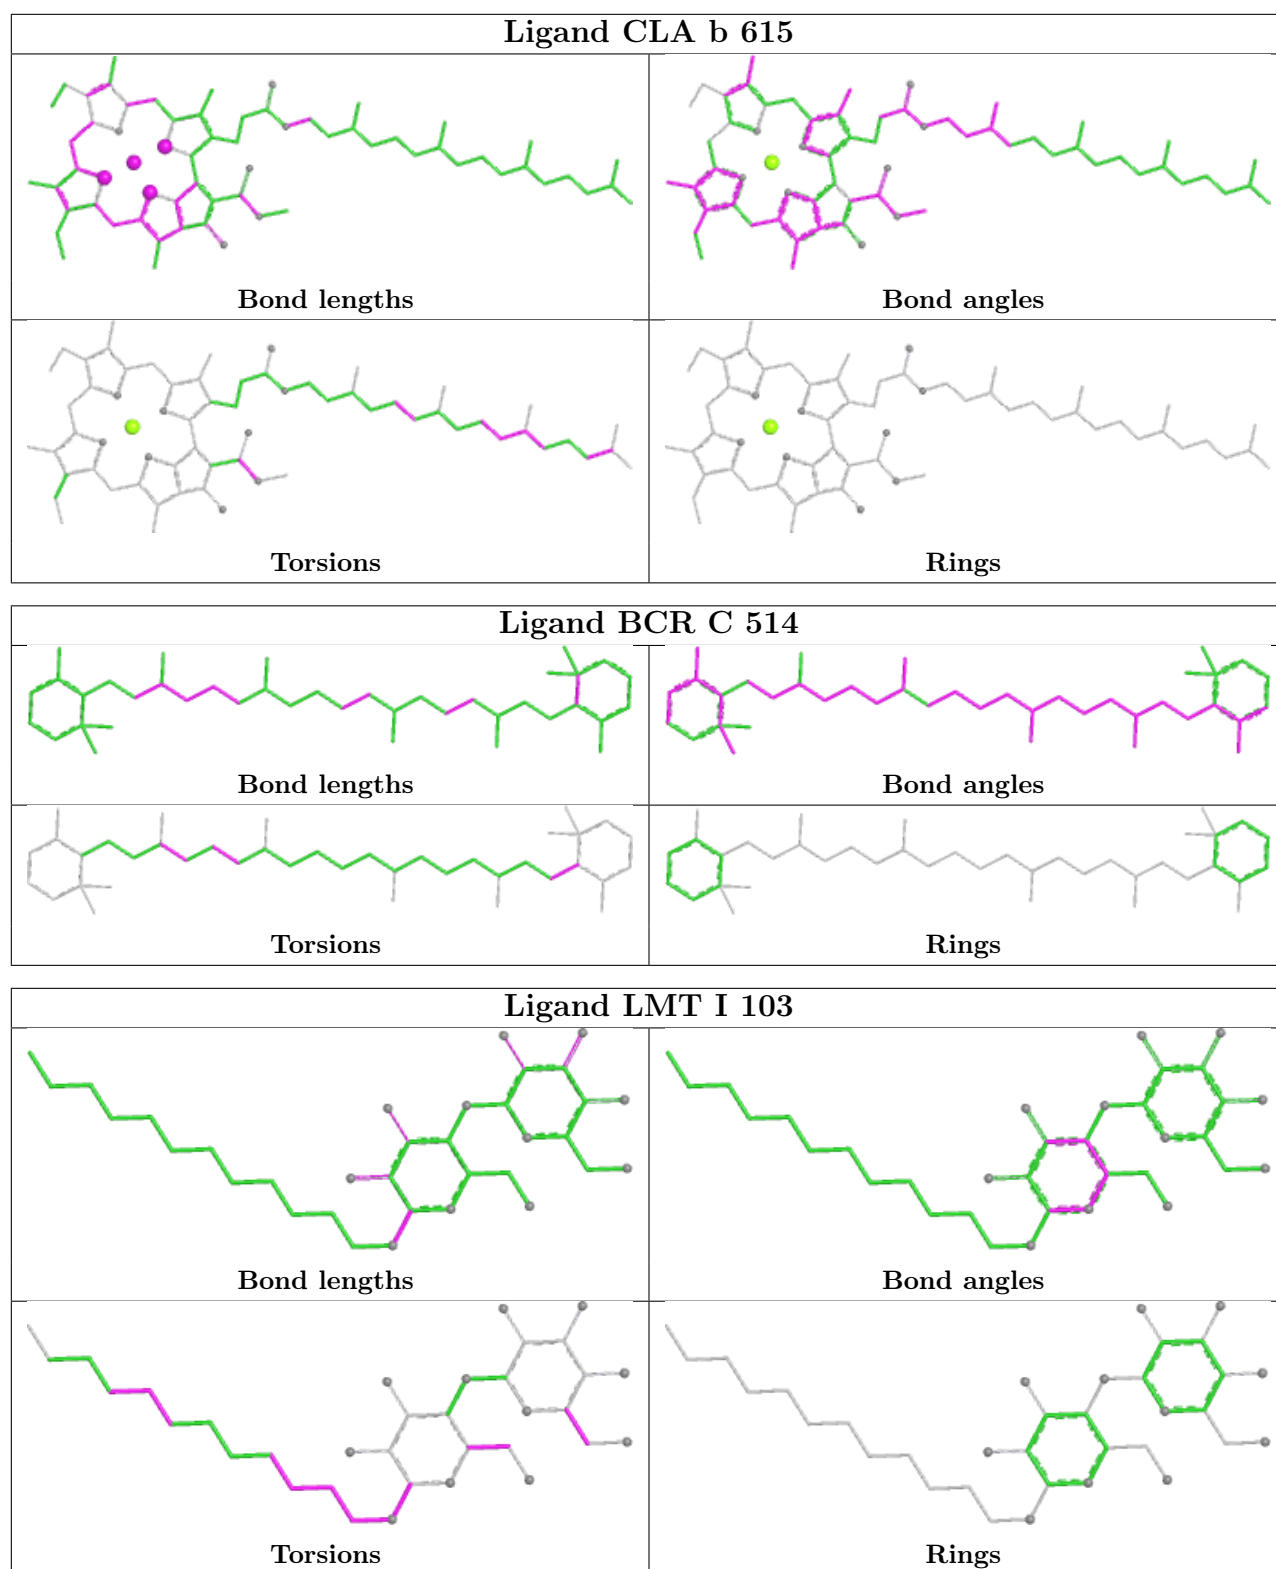 Ligand CLA b 615
Bond lengths
Bond angles
Torsions
Rings
Ligand BCR C 514
Bond lengths
Bond angles
Torsions
Rings
Ligand LMT I 103
Bond lengths
Bond angles
Torsions
Rings